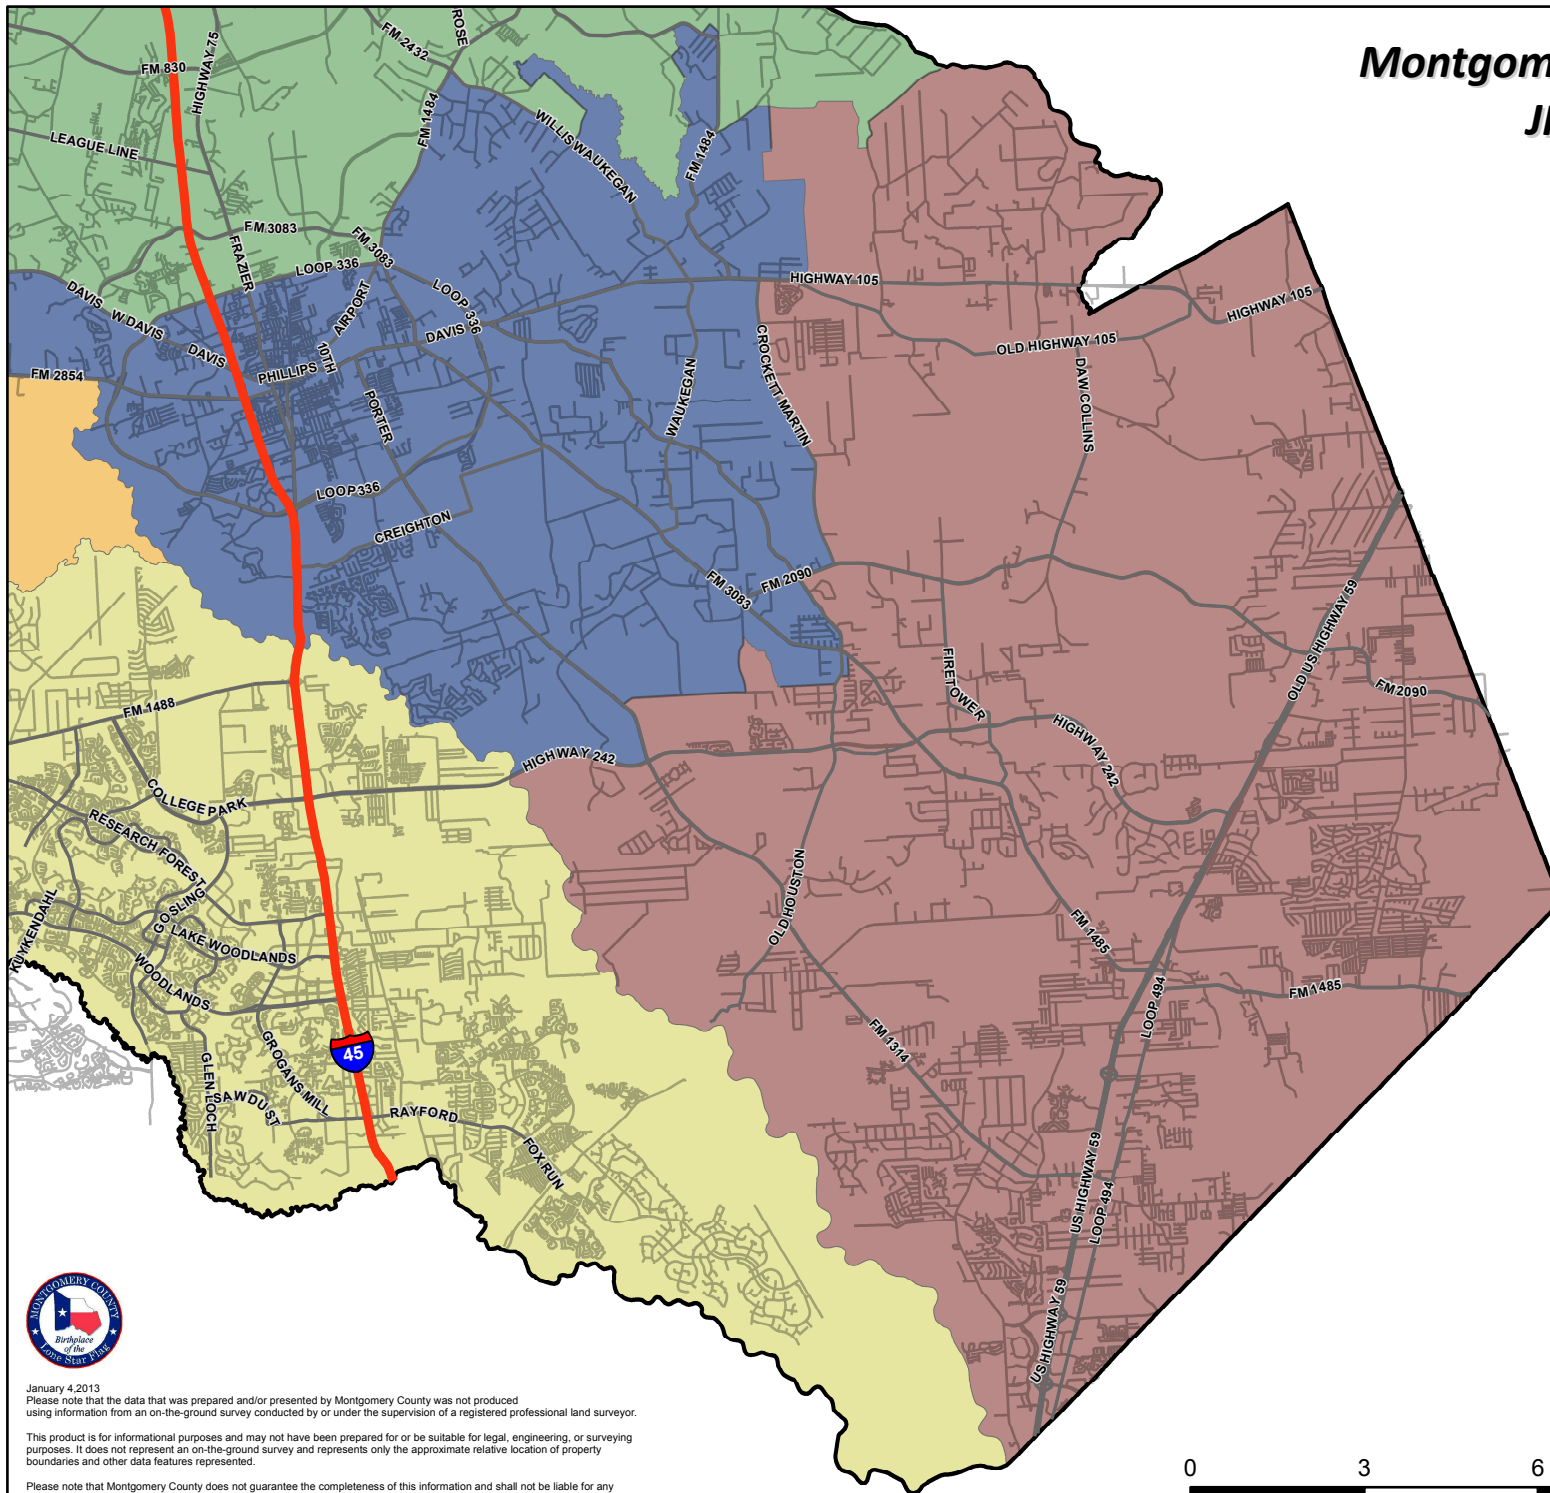 Montgom
JI
ROSE
FM 2432
FM 830
HIGHWAY 75
LEAGUE LINE
FM 1484
WILLIS WAUKEGAN
FM 1484
FM 3083
FM 3083
FRAZIER
LOOP 336
LOOP 336
AIRPORT
DAVIS
W DAVIS
DAVIS
DAVIS
HIGHWAY 105
HIGHWAY 105
OLD HIGHWAY 105
FM 2854
PHILLIPS
10TH
PORTER
WAUKEGAN
CROCKETT MARTIN
DAW COLLINS
LOOP 336
CREIGHTON
FM 3083
FM 2090
OLD US HIGHWAY 59
FIRETOWER
FM 2090
FM 1488
HIGHWAY 242
HIGHWAY 242
COLLEGE PARK
RESEARCH FOREST
GOSLING
KUYKENDAHL
LAKE WOODLANDS
WOODLANDS
OLD HOUSTON
FM 1485
FM 1485
LOOP 494
FM 1314
45
GROGANS MILL
GLEN LOCH
SAWDUST
RAYFORD
FOX RUN
US HIGHWAY 59
LOOP 494
US HIGHWAY 59
MONTGOMERY COUNTY
Birthplace
of the
Lone Star Flag
January 4,2013
Please note that the data that was prepared and/or presented by Montgomery County was not produced
using information from an on-the-ground survey conducted by or under the supervision of a registered professional land surveyor.
This product is for informational purposes and may not have been prepared for or be suitable for legal, engineering, or surveying
purposes. It does not represent an on-the-ground survey and represents only the approximate relative location of property
boundaries and other data features represented.
Please note that Montgomery County does not guarantee the completeness of this information and shall not be liable for any
0 3 6